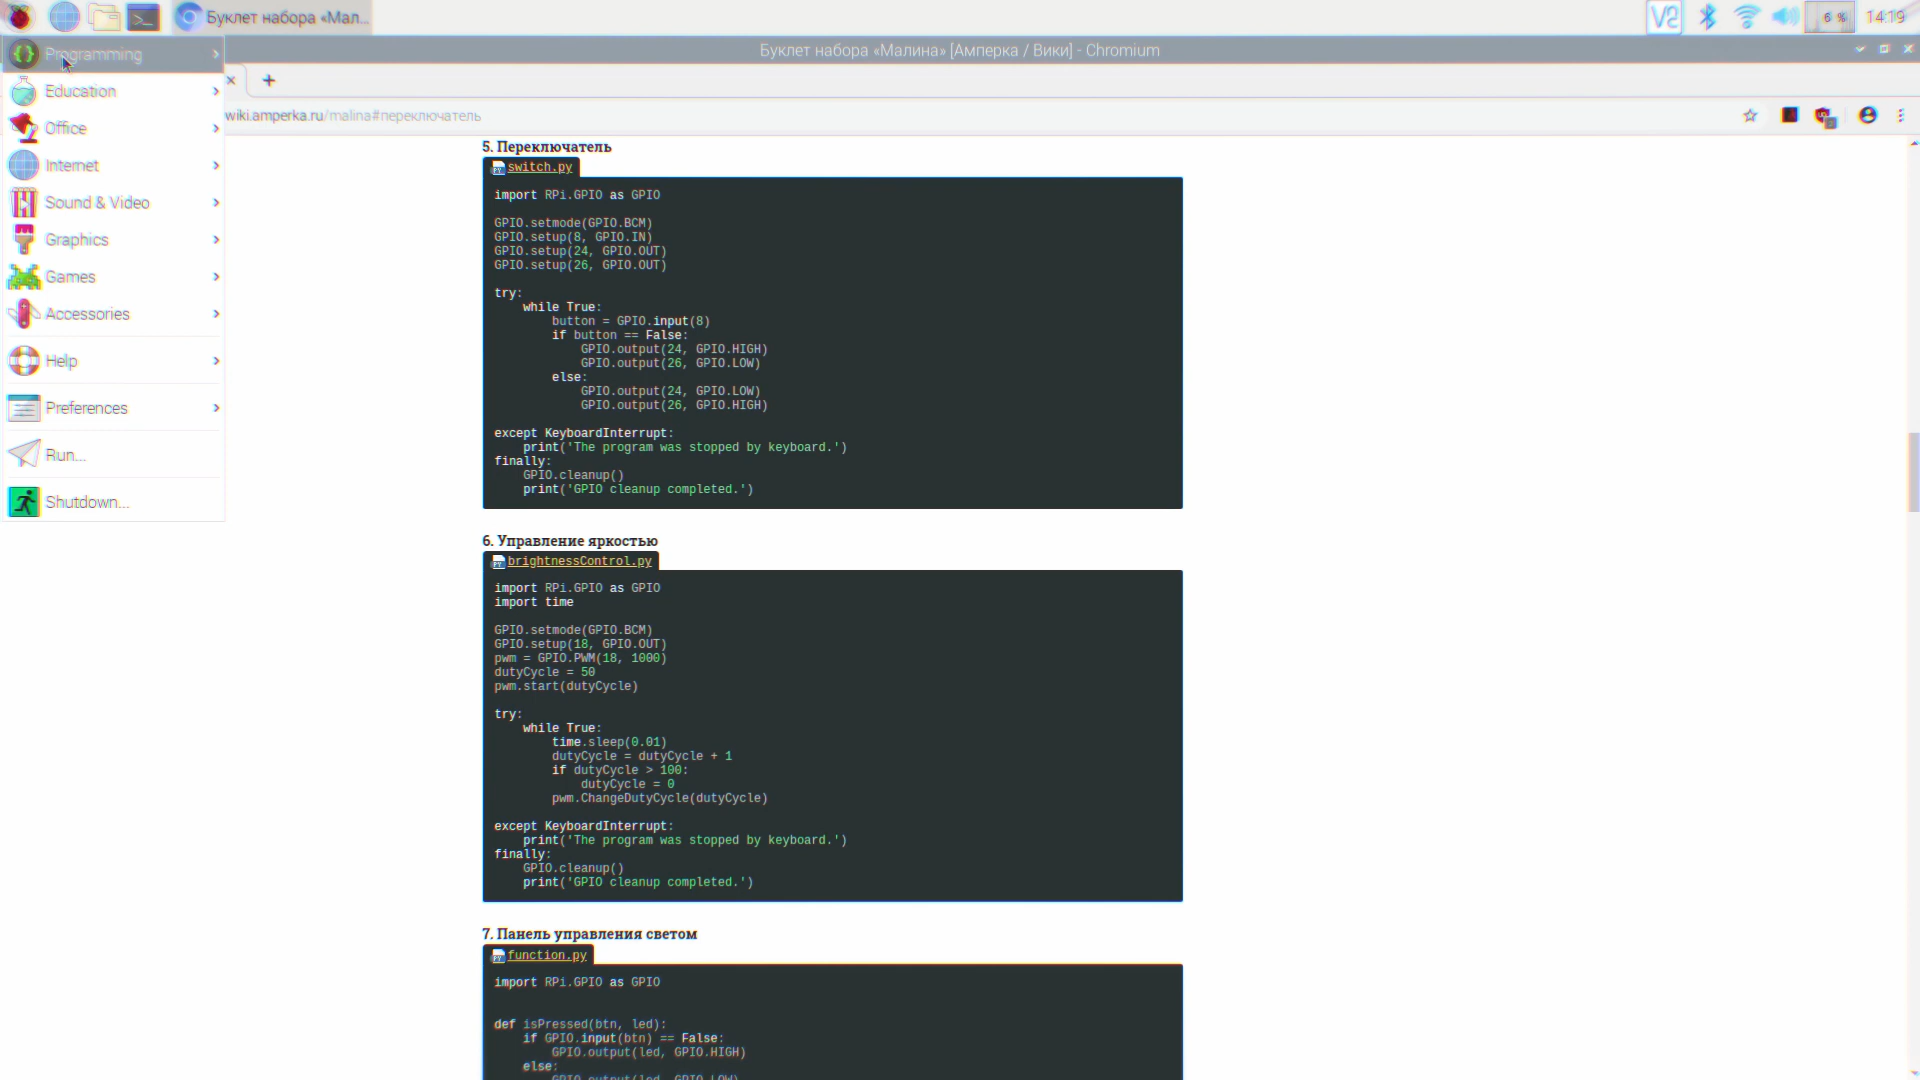 Буклет набора «Мал...
6 %
14:19
Programming
Education
Office
Internet
Sound & Video
Graphics
Games
Accessories
Help
Preferences
Run...
Shutdown...
Буклет набора «Малина» [Амперка / Вики] - Chromium
wiki.amperka.ru/malina#переключатель
5. Переключатель
switch.py
import RPi.GPIO as GPIO
GPIO.setmode(GPIO.BCM)
GPIO.setup(8, GPIO.IN)
GPIO.setup(24, GPIO.OUT)
GPIO.setup(26, GPIO.OUT)
try:
    while True:
        button = GPIO.input(8)
        if button == False:
            GPIO.output(24, GPIO.HIGH)
            GPIO.output(26, GPIO.LOW)
        else:
            GPIO.output(24, GPIO.LOW)
            GPIO.output(26, GPIO.HIGH)
except KeyboardInterrupt:
    print('The program was stopped by keyboard.')
finally:
    GPIO.cleanup()
    print('GPIO cleanup completed.')
6. Управление яркостью
brightnessControl.py
import RPi.GPIO as GPIO
import time
GPIO.setmode(GPIO.BCM)
GPIO.setup(18, GPIO.OUT)
pwm = GPIO.PWM(18, 1000)
dutyCycle = 50
pwm.start(dutyCycle)
try:
    while True:
        time.sleep(0.01)
        dutyCycle = dutyCycle + 1
        if dutyCycle > 100:
            dutyCycle = 0
        pwm.ChangeDutyCycle(dutyCycle)
except KeyboardInterrupt:
    print('The program was stopped by keyboard.')
finally:
    GPIO.cleanup()
    print('GPIO cleanup completed.')
7. Панель управления светом
function.py
import RPi.GPIO as GPIO
def isPressed(btn, led):
    if GPIO.input(btn) == False:
        GPIO.output(led, GPIO.HIGH)
    else:
        GPIO.output(led, GPIO.LOW)